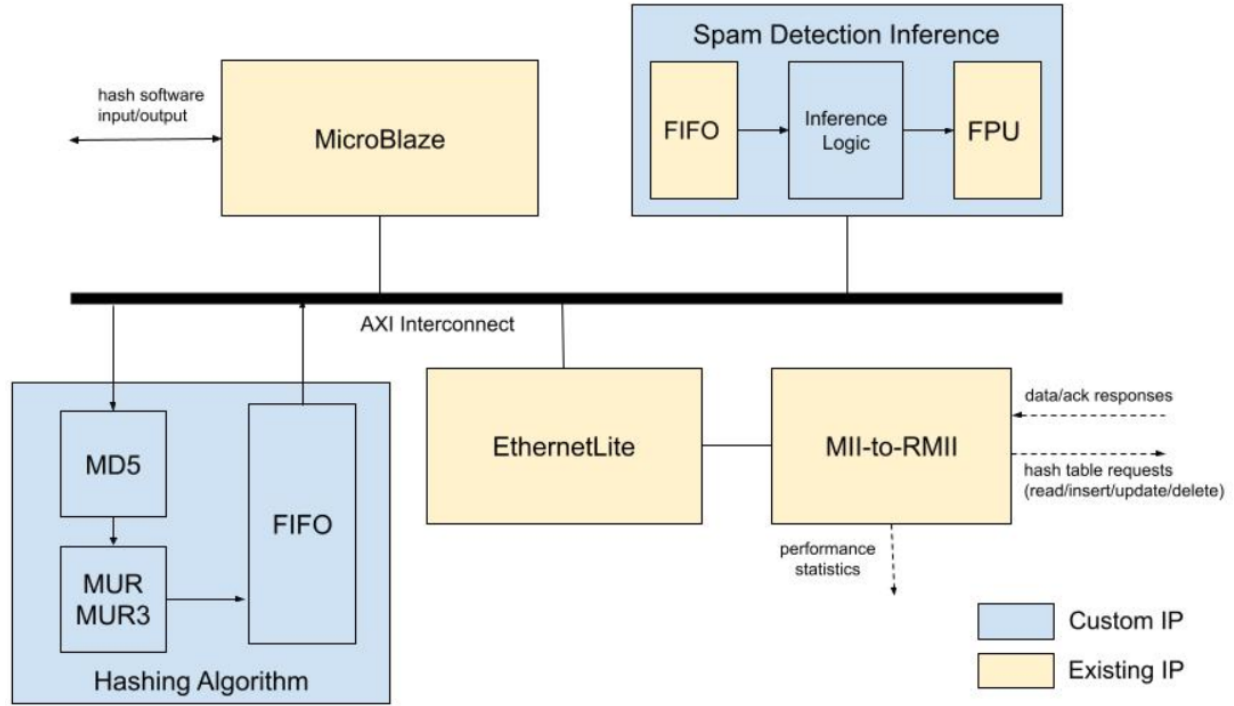 Spam Detection Inference
hash software
input/output
MicroBlaze
FIFO
Inference
Logic
FPU
AXI Interconnect
MD5
MUR
MUR3
FIFO
Hashing Algorithm
EthernetLite
MII-to-RMII
data/ack responses
hash table requests
(read/insert/update/delete)
performance
statistics
Custom IP
Existing IP